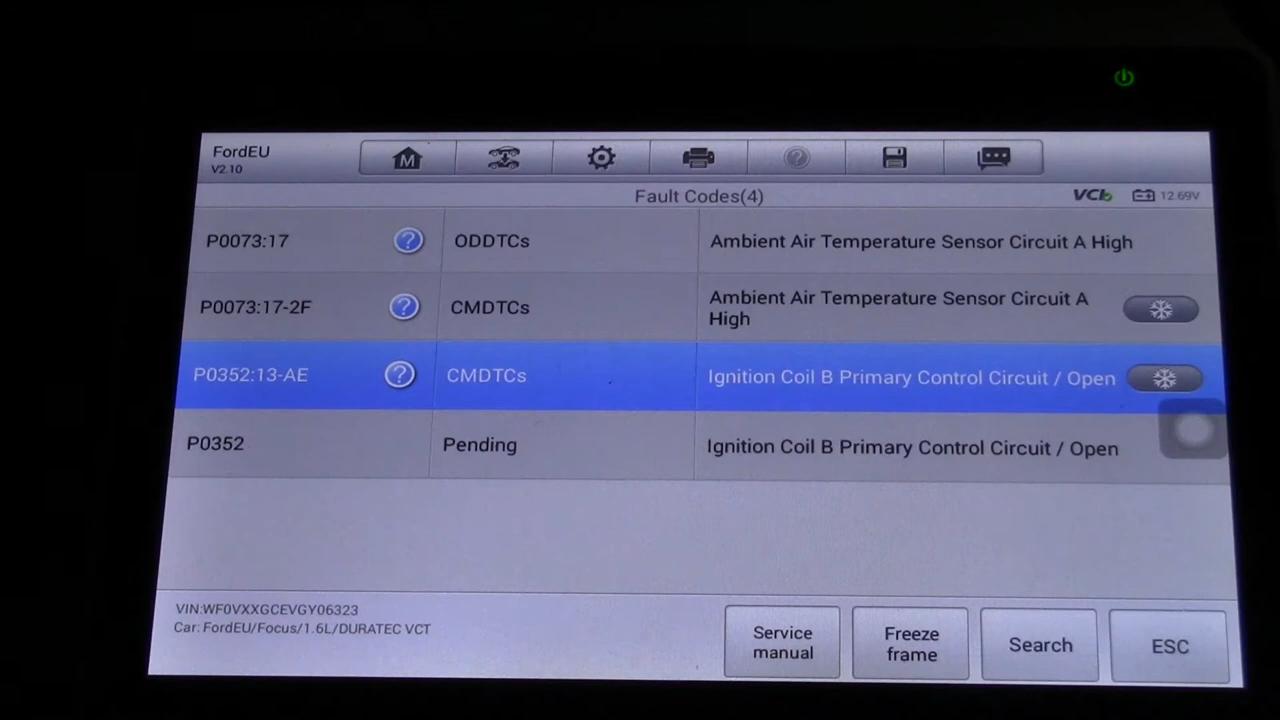 FordEU
V2.10
M
Fault Codes(4)
VCI
12.69V
P0073:17
?
ODDTCs
Ambient Air Temperature Sensor Circuit A High
P0073:17-2F
?
CMDTCs
Ambient Air Temperature Sensor Circuit A
High
P0352:13-AE
?
CMDTCs
Ignition Coil B Primary Control Circuit / Open
P0352
Pending
Ignition Coil B Primary Control Circuit / Open
VIN:WF0VXXGCEVGY06323
Car: FordEU/Focus/1.6L/DURATEC VCT
Service
manual
Freeze
frame
Search
ESC